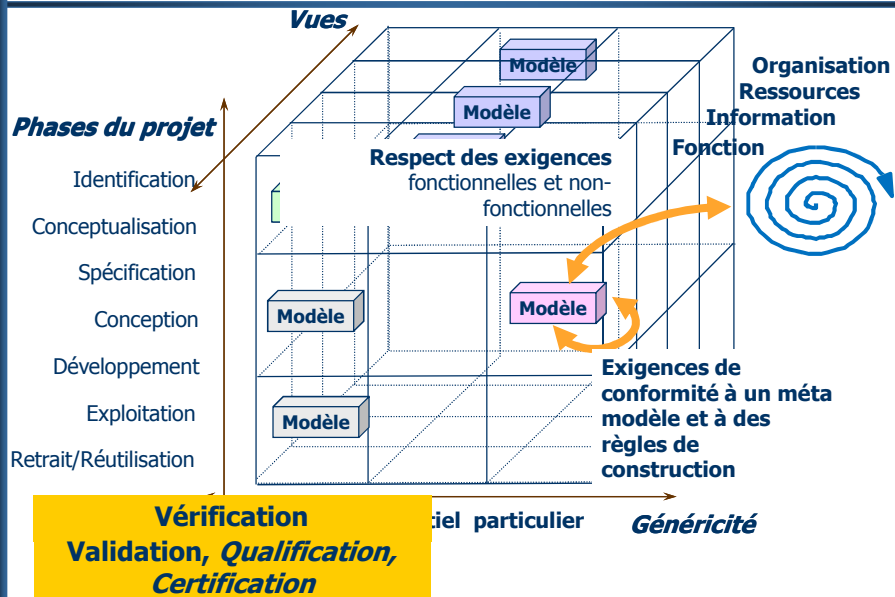 Vues
Modèle
Organisation
Ressources
Information
Fonction
Modèle
Phases du projet
Respect des exigences
fonctionnelles et non-
fonctionnelles
Identification
Conceptualisation
Spécification
Conception
Développement
Exploitation
Retrait/Réutilisation
Modèle
Modèle
Modèle
Exigences de
conformité à un méta
modèle et à des
règles de
construction
Vérification
Validation, Qualification,
Certification
tiel particulier
Généricité